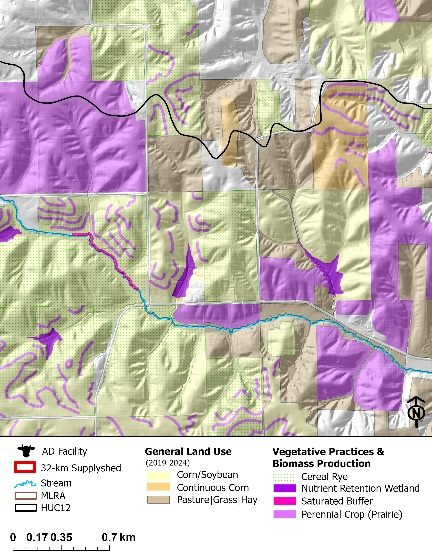 N
AD Facility
32-km Supplyshed
Stream
MLRA
HUC12
0 0.17 0.35 0.7 km
General Land Use
(2019-2024)
Corn/Soybean
Continuous Corn
Pasture|Grass|Hay
Vegetative Practices &
Biomass Production
Cereal Rye
Nutrient Retention Wetland
Saturated Buffer
Perennial Crop (Prairie)